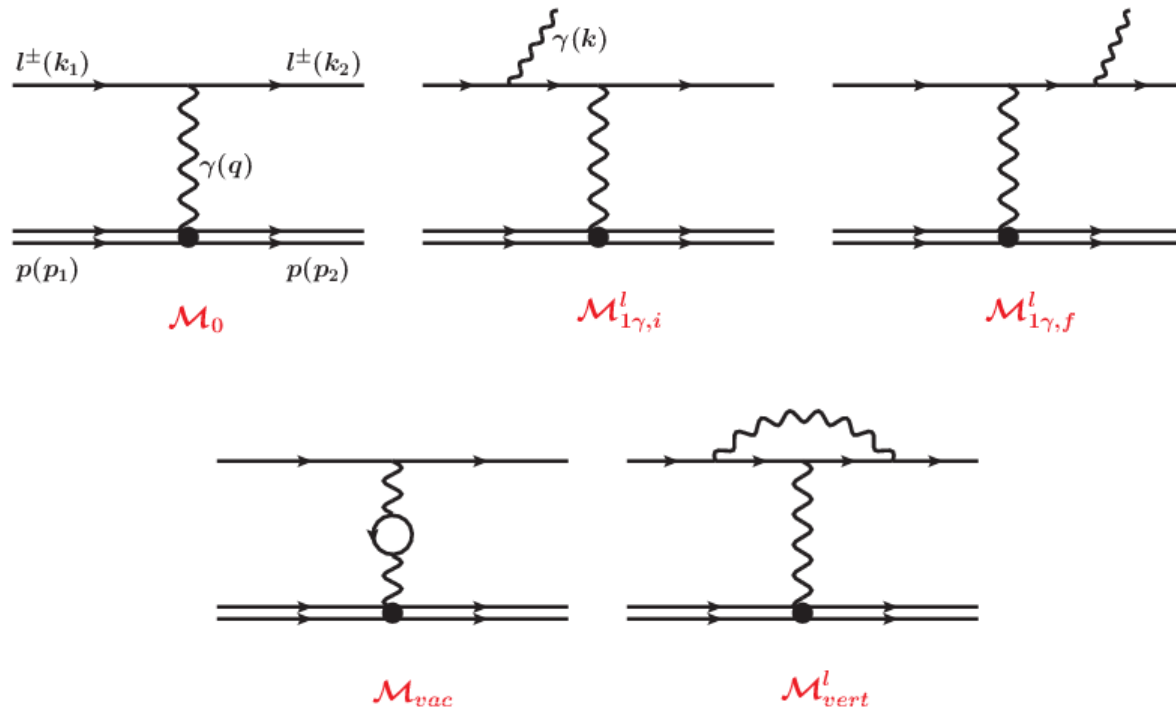 l±(k₁) l±(k₂) γ(k)
γ(q)
p(p₁) p(p₂)
𝓜₀ 𝓜ˡ₁γ,ᵢ 𝓜ˡ₁γ,f
𝓜ᵥₐc 𝓜ˡᵥₑᵣₜ